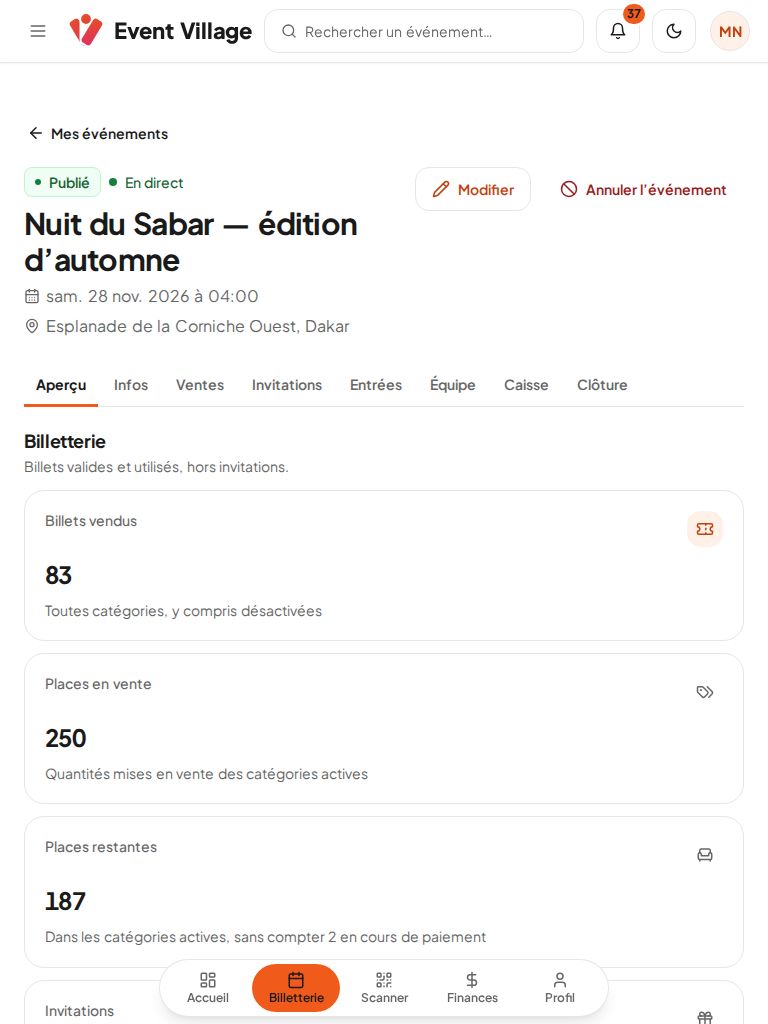 Event Village
Rechercher un événement…
37
MN
Mes événements
Publié
En direct
Modifier
Annuler l’événement
Nuit du Sabar — édition
d’automne
sam. 28 nov. 2026 à 04:00
Esplanade de la Corniche Ouest, Dakar
Aperçu
Infos
Ventes
Invitations
Entrées
Équipe
Caisse
Clôture
Billetterie
Billets valides et utilisés, hors invitations.
Billets vendus
83
Toutes catégories, y compris désactivées
Places en vente
250
Quantités mises en vente des catégories actives
Places restantes
187
Dans les catégories actives, sans compter 2 en cours de paiement
Invitations
Accueil
Billetterie
Scanner
Finances
Profil